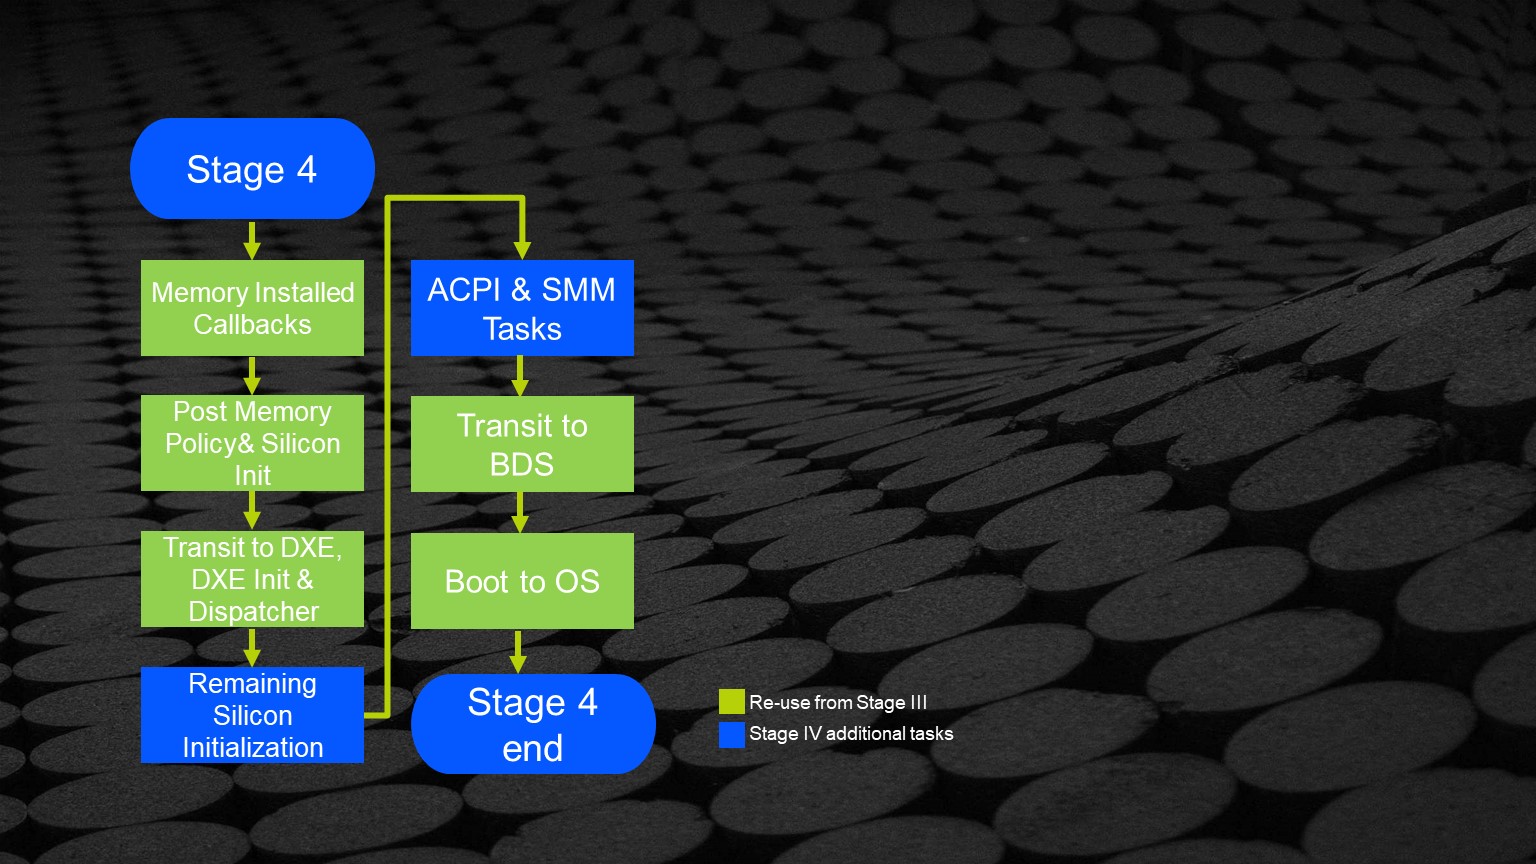 Stage 4
Memory Installed
Callbacks
Post Memory
Policy& Silicon
Init
Transit to DXE,
DXE Init &
Dispatcher
Remaining
Silicon
Initialization
ACPI & SMM
Tasks
Transit to
BDS
Boot to OS
Stage 4
end
Re-use from Stage III
Stage IV additional tasks